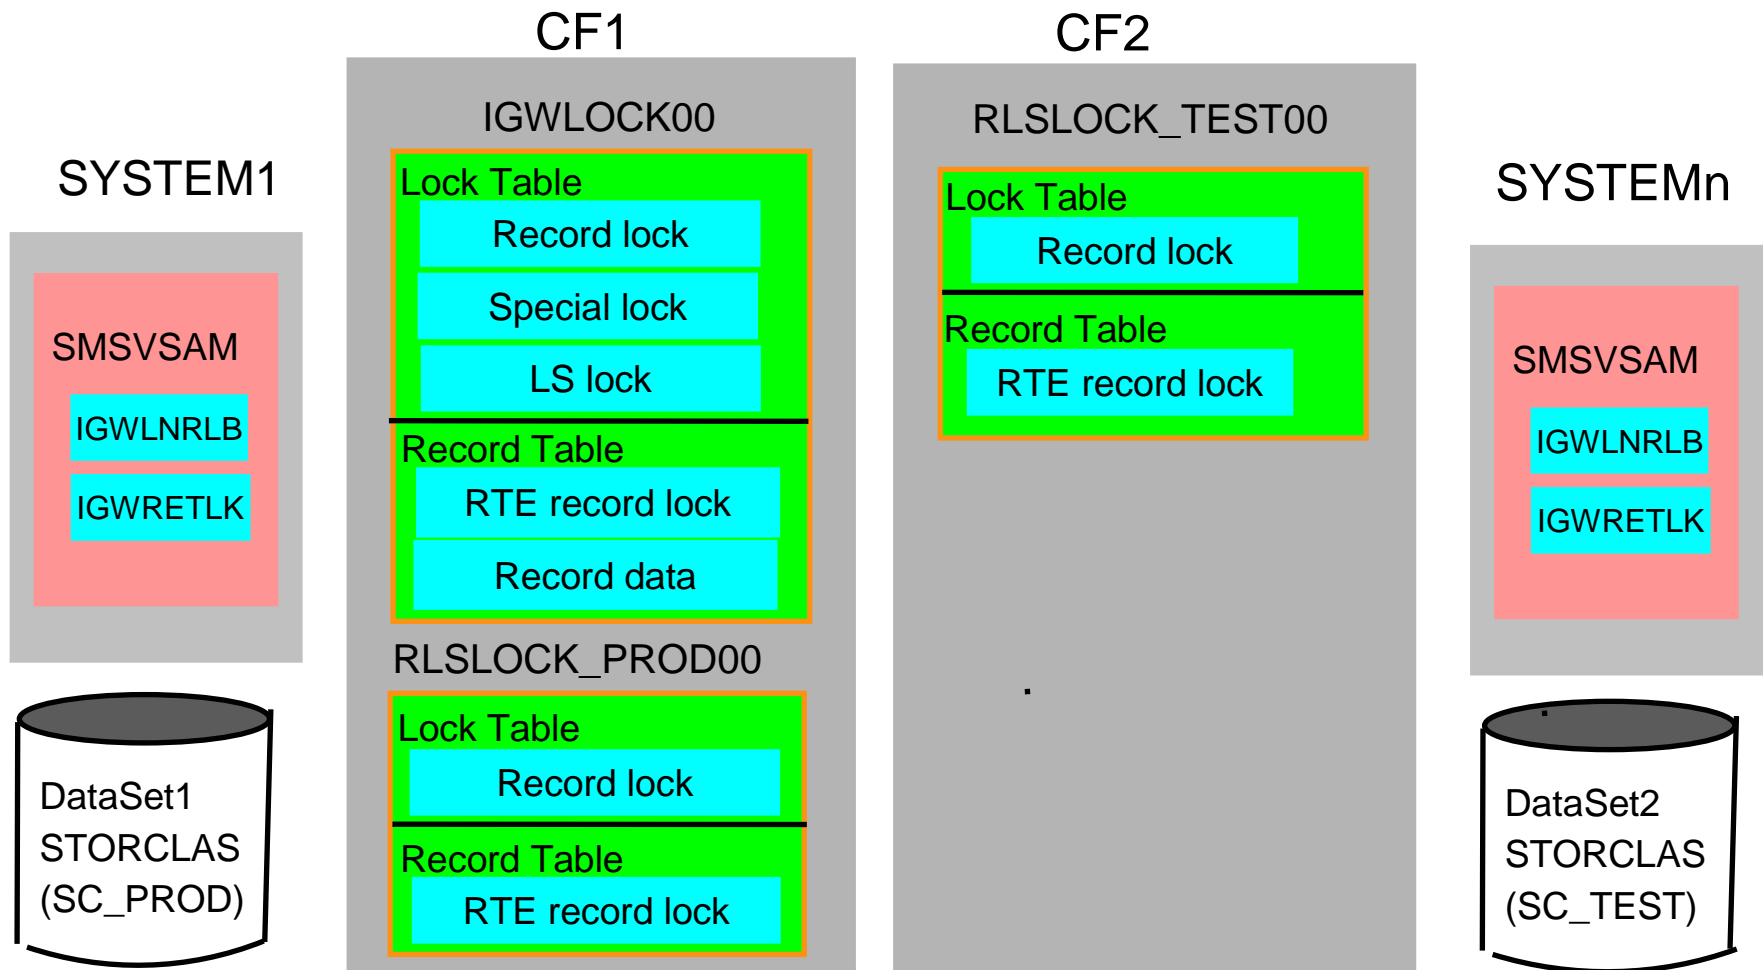 CF1
CF2
SYSTEM1
SMSVSAM
IGWLNRLB
IGWRETLK
DataSet1
STORCLAS
(SC_PROD)
IGWLOCK00
Lock Table
Record lock
Special lock
LS lock
Record Table
RTE record lock
Record data
RLSLOCK_PROD00
Lock Table
Record lock
Record Table
RTE record lock
RLSLOCK_TEST00
Lock Table
Record lock
Record Table
RTE record lock
SYSTEMn
SMSVSAM
IGWLNRLB
IGWRETLK
DataSet2
STORCLAS
(SC_TEST)